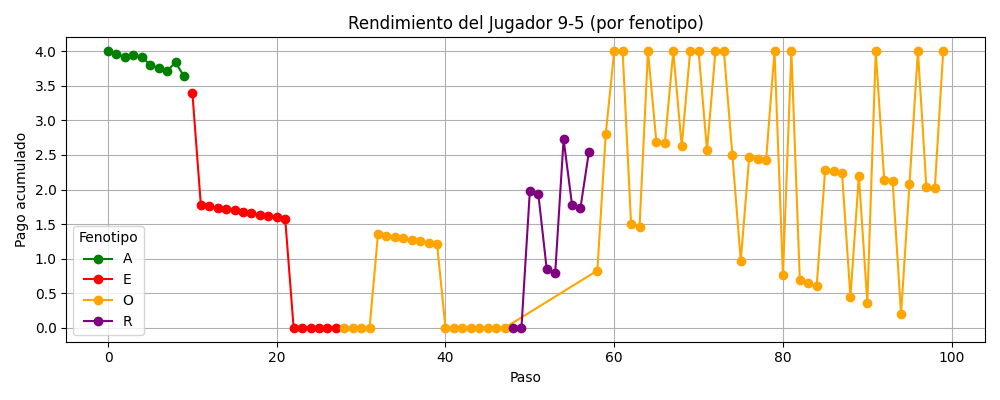 Rendimiento del Jugador 9-5 (por fenotipo)
Pago acumulado
4.0
3.5
3.0
2.5
2.0
1.5
1.0
0.5
0.0
Fenotipo
A
E
O
R
0
20
40
60
80
100
Paso